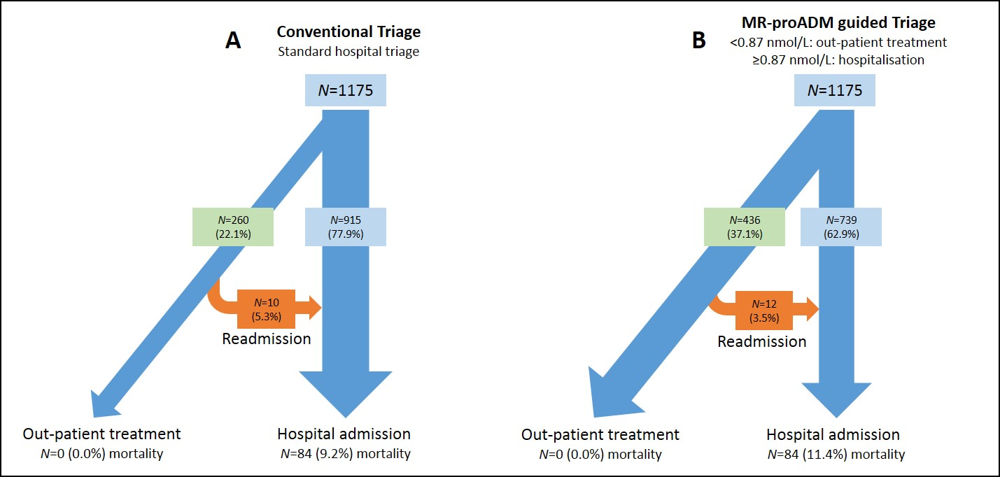 A
Conventional Triage
Standard hospital triage
N=1175
N=260
(22.1%)
N=915
(77.9%)
N=10
(5.3%)
Readmission
Out-patient treatment
N=0 (0.0%) mortality
Hospital admission
N=84 (9.2%) mortality
B
MR-proADM guided Triage
<0.87 nmol/L: out-patient treatment
≥0.87 nmol/L: hospitalisation
N=1175
N=436
(37.1%)
N=739
(62.9%)
N=12
(3.5%)
Readmission
Out-patient treatment
N=0 (0.0%) mortality
Hospital admission
N=84 (11.4%) mortality